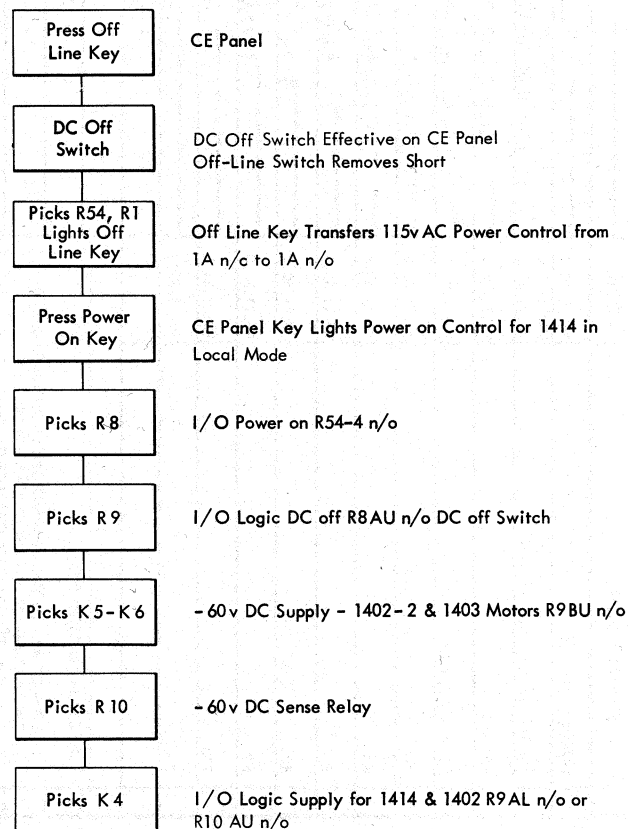 Press Off
Line Key
CE Panel
DC Off
Switch
DC Off Switch Effective on CE Panel
Off-Line Switch Removes Short
Picks R54, R1
Lights Off
Line Key
Off Line Key Transfers 115v AC Power Control from
1A n/c to 1A n/o
Press Power
On Key
CE Panel Key Lights Power on Control for 1414 in
Local Mode
Picks R8
I/O Power on R54-4 n/o
Picks R9
I/O Logic DC off R8AU n/o DC off Switch
Picks K5-K6
-60v DC Supply - 1402-2 & 1403 Motors R9BU n/o
Picks R10
-60v DC Sense Relay
Picks K4
I/O Logic Supply for 1414 & 1402 R9AL n/o or
R10 AU n/o